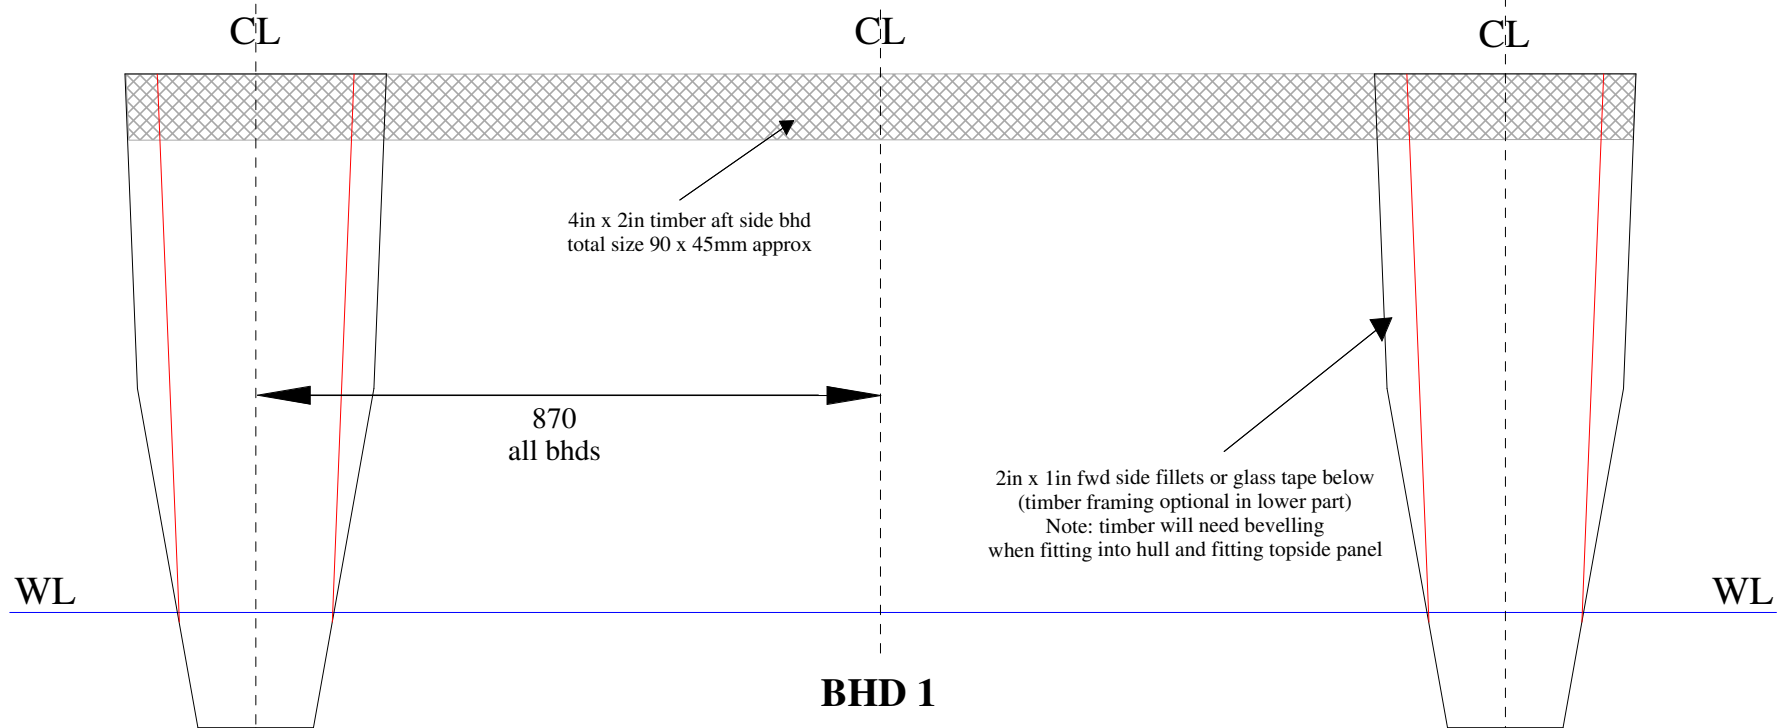 CL
CL
CL
4in x 2in timber aft side bhd
total size 90 x 45mm approx
870
all bhds
2in x 1in fwd side fillets or glass tape below
(timber framing optional in lower part)
Note: timber will need bevelling
when fitting into hull and fitting topside panel
WL
WL
BHD 1